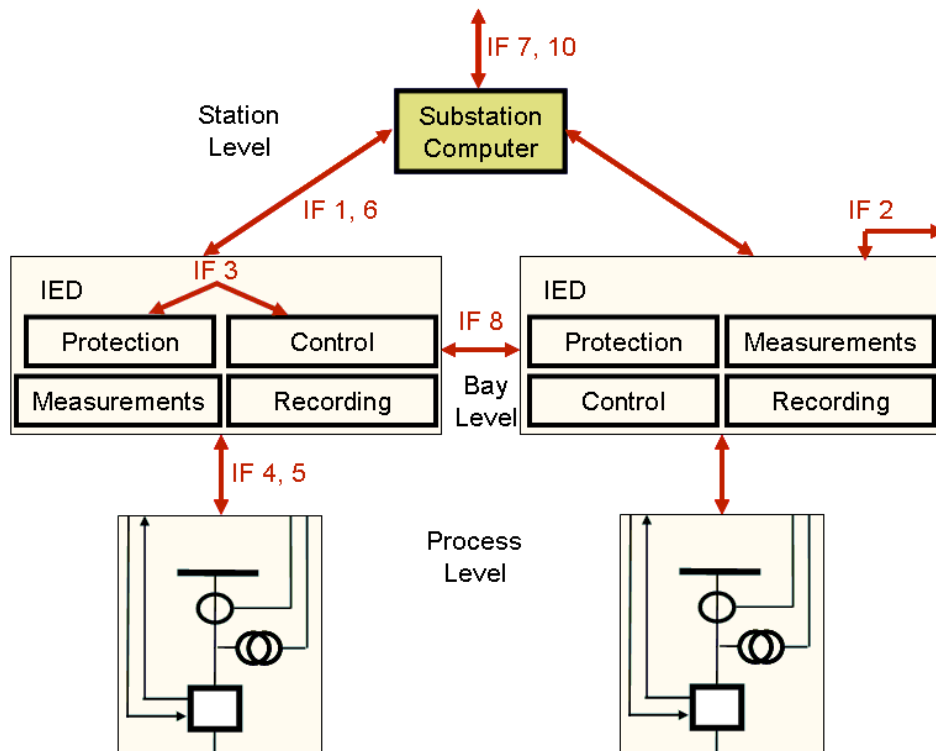 IF 7, 10
Station
Level
Substation
Computer
IF 1, 6
IF 2
IED
IF 3
Protection
Control
Measurements
Recording
IF 8
Bay
Level
IED
Protection
Measurements
Control
Recording
IF 4, 5
Process
Level